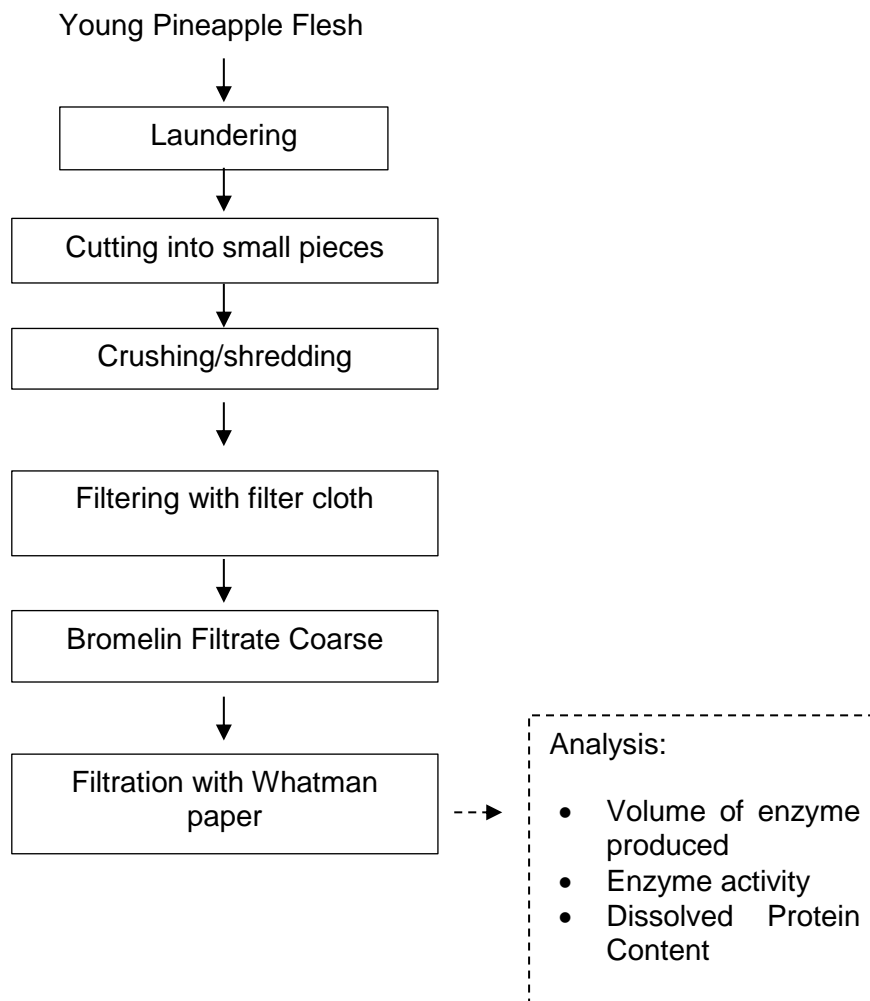 Young Pineapple Flesh
Laundering
Cutting into small pieces
Crushing/shredding
Filtering with filter cloth
Bromelin Filtrate Coarse
Filtration with Whatman
paper
Analysis:
• Volume of enzyme
produced
• Enzyme activity
• Dissolved Protein
Content